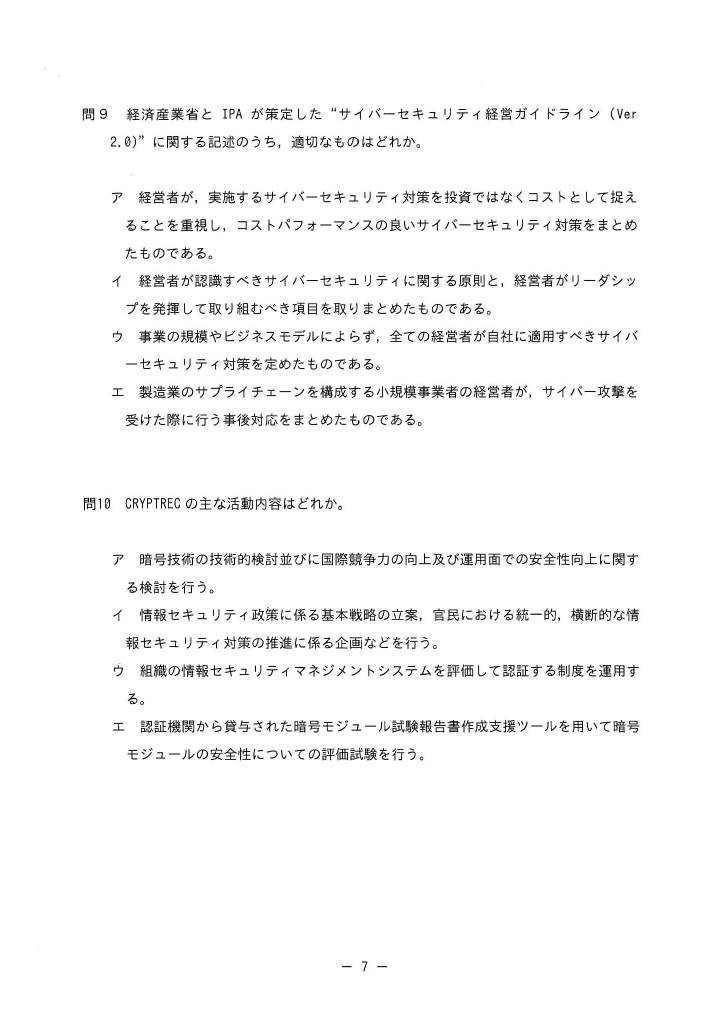 問９　経済産業省と IPA が策定した“サイバーセキュリティ経営ガイドライン（Ver
2.0)”に関する記述のうち，適切なものはどれか。
ア　経営者が，実施するサイバーセキュリティ対策を投資ではなくコストとして捉え
ることを重視し，コストパフォーマンスの良いサイバーセキュリティ対策をまとめ
たものである。
イ　経営者が認識すべきサイバーセキュリティに関する原則と，経営者がリーダシッ
プを発揮して取り組むべき項目を取りまとめたものである。
ウ　事業の規模やビジネスモデルによらず，全ての経営者が自社に適用すべきサイバ
ーセキュリティ対策を定めたものである。
エ　製造業のサプライチェーンを構成する小規模事業者の経営者が，サイバー攻撃を
受けた際に行う事後対応をまとめたものである。
問10　CRYPTREC の主な活動内容はどれか。
ア　暗号技術の技術的検討並びに国際競争力の向上及び運用面での安全性向上に関す
る検討を行う。
イ　情報セキュリティ政策に係る基本戦略の立案，官民における統一的，横断的な情
報セキュリティ対策の推進に係る企画などを行う。
ウ　組織の情報セキュリティマネジメントシステムを評価して認証する制度を運用す
る。
エ　認証機関から貸与された暗号モジュール試験報告書作成支援ツールを用いて暗号
モジュールの安全性についての評価試験を行う。
－ 7 －